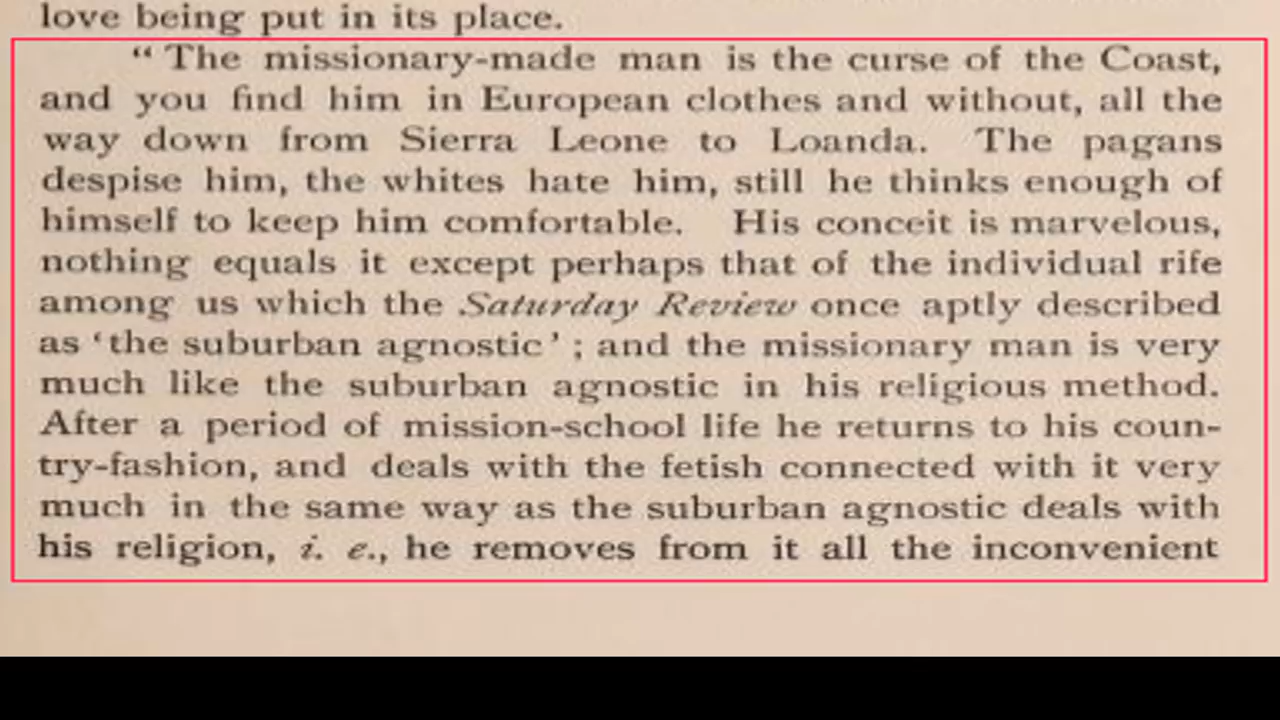 love being put in its place.
“ The missionary-made man is the curse of the Coast,
and you find him in European clothes and without, all the
way down from Sierra Leone to Loanda. The pagans
despise him, the whites hate him, still he thinks enough of
himself to keep him comfortable. His conceit is marvelous,
nothing equals it except perhaps that of the individual rife
among us which the Saturday Review once aptly described
as ‘the suburban agnostic’ ; and the missionary man is very
much like the suburban agnostic in his religious method.
After a period of mission-school life he returns to his coun-
try-fashion, and deals with the fetish connected with it very
much in the same way as the suburban agnostic deals with
his religion, i. e., he removes from it all the inconvenient